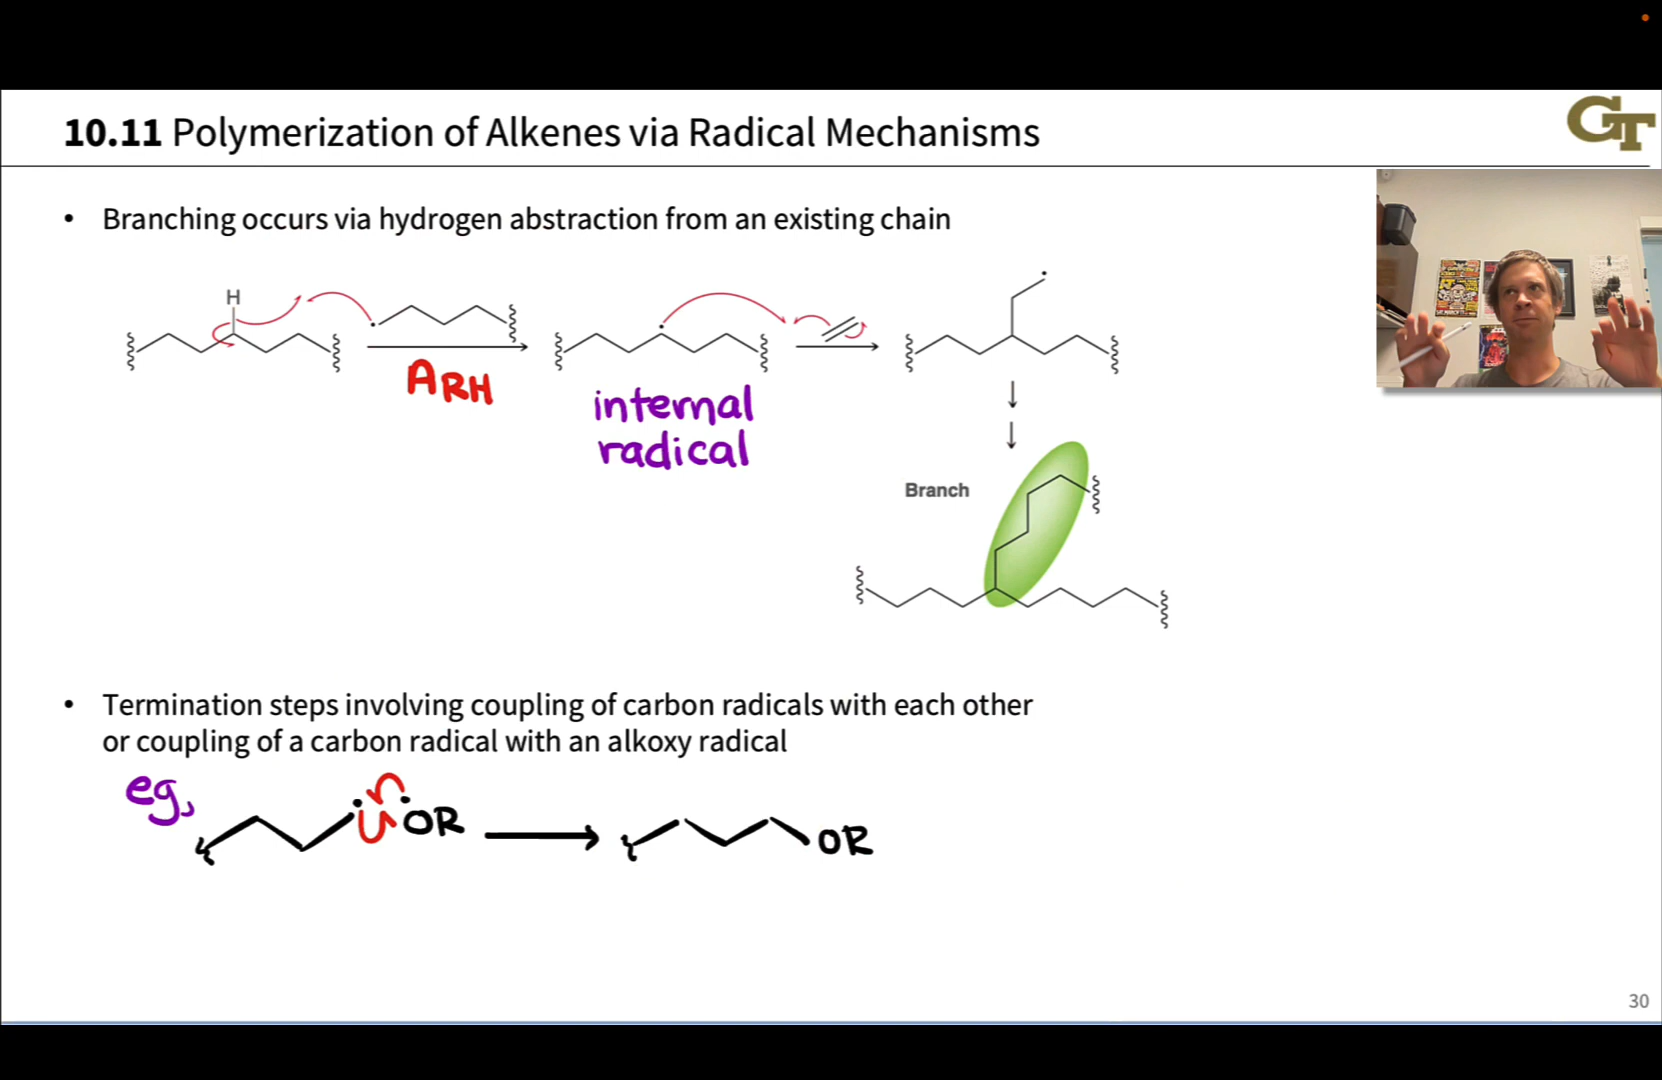 10.11 Polymerization of Alkenes via Radical Mechanisms
GT
• Branching occurs via hydrogen abstraction from an existing chain
H
ARH
internal
radical
Branch
• Termination steps involving coupling of carbon radicals with each other
or coupling of a carbon radical with an alkoxy radical
eg,
OR
OR
30